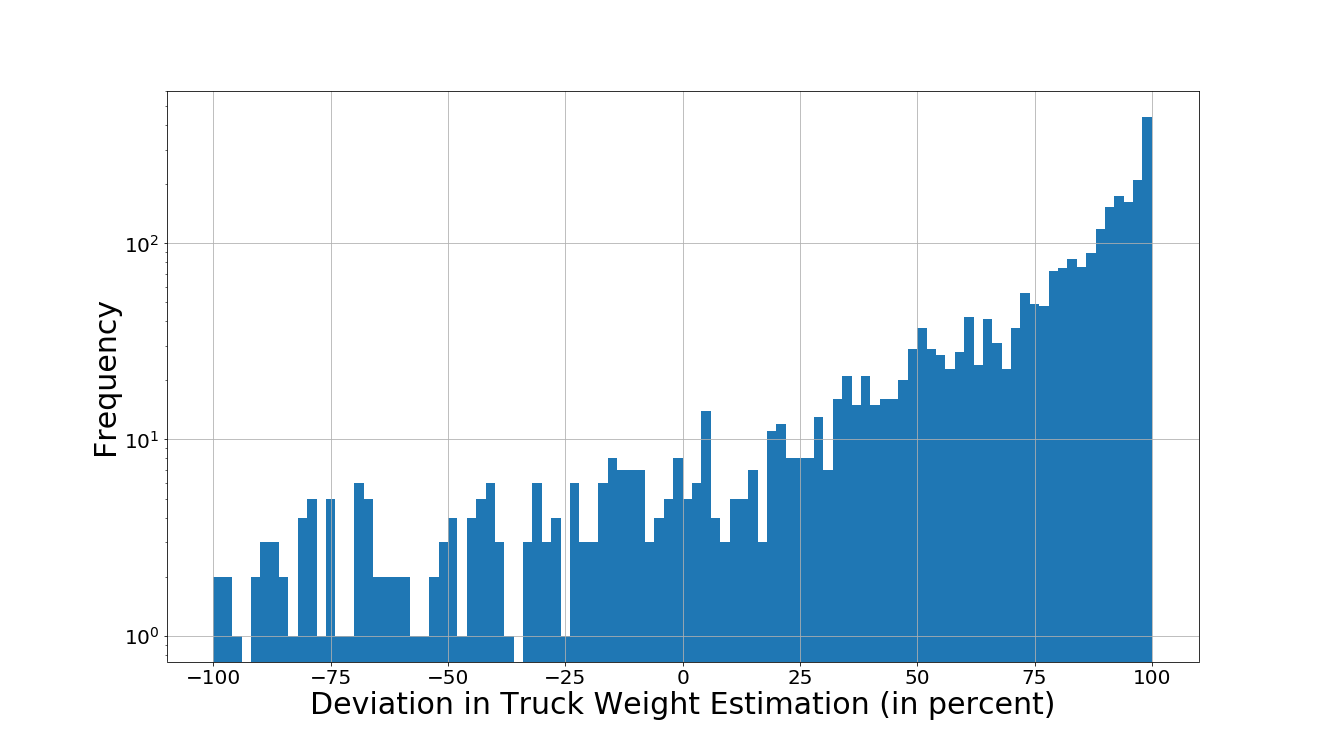 Frequency
10²
10¹
10⁰
−100 −75 −50 −25 0 25 50 75 100
Deviation in Truck Weight Estimation (in percent)